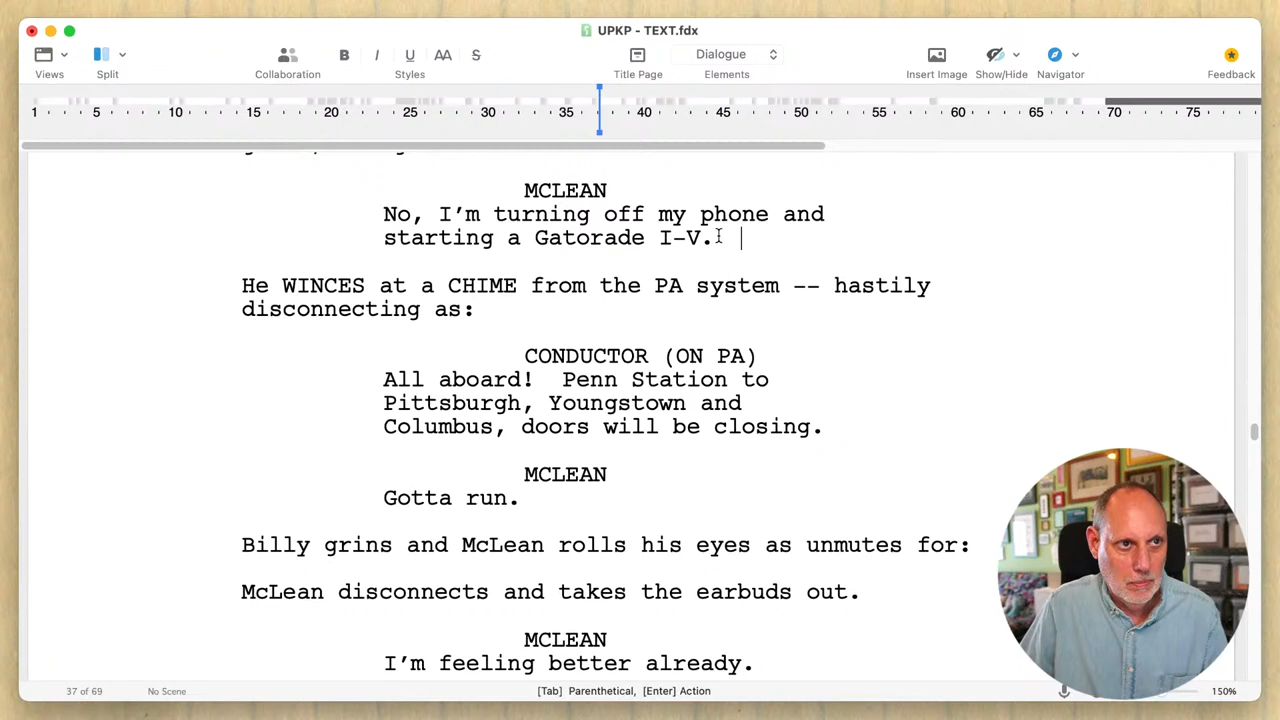 UPKP - TEXT.fdx
Views
Split
Collaboration
B I U AA S
Styles
Title Page
Dialogue
Elements
Insert Image
Show/Hide
Navigator
Feedback
1 5 10 15 20 25 30 35 40 45 50 55 60 65 70 75
MCLEAN
No, I’m turning off my phone and
starting a Gatorade I-V.
He WINCES at a CHIME from the PA system -- hastily
disconnecting as:
CONDUCTOR (ON PA)
All aboard! Penn Station to
Pittsburgh, Youngstown and
Columbus, doors will be closing.
MCLEAN
Gotta run.
Billy grins and McLean rolls his eyes as unmutes for:
McLean disconnects and takes the earbuds out.
MCLEAN
I’m feeling better already.
37 of 69
No Scene
[Tab] Parenthetical, [Enter] Action
150%